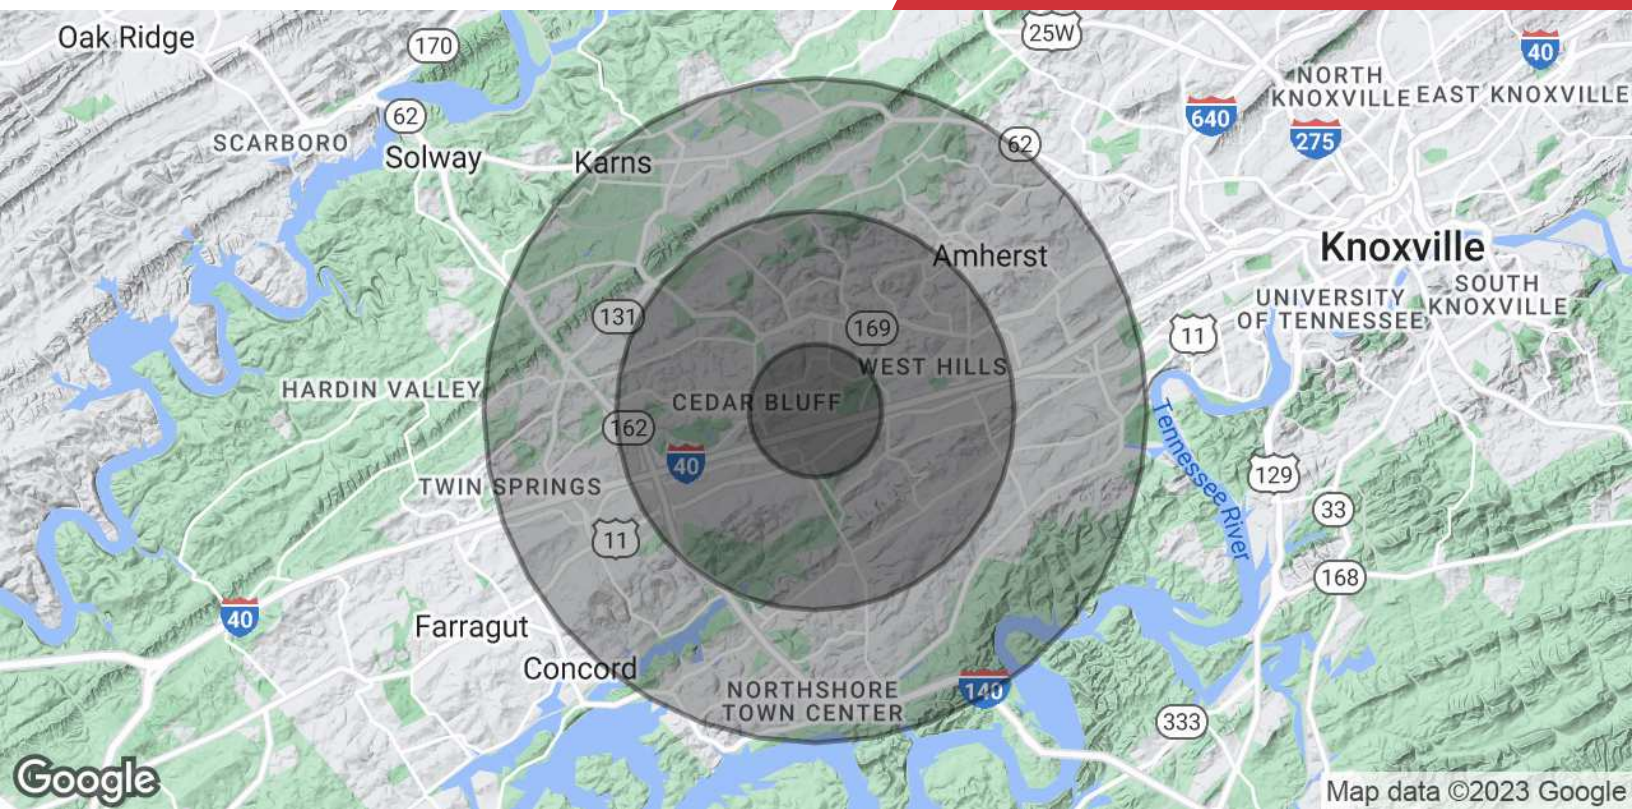 Oak Ridge
170
25W
40
NORTH
KNOXVILLE
EAST KNOXVILLE
640
275
62
62
SCARBORO
Solway
Karns
Amherst
Knoxville
SOUTH
KNOXVILLE
UNIVERSITY
OF TENNESSEE
131
169
11
WEST HILLS
HARDIN VALLEY
CEDAR BLUFF
162
40
Tennessee River
129
TWIN SPRINGS
33
11
168
40
Farragut
Concord
NORTHSHORE
TOWN CENTER
140
333
Google
Map data ©2023 Google